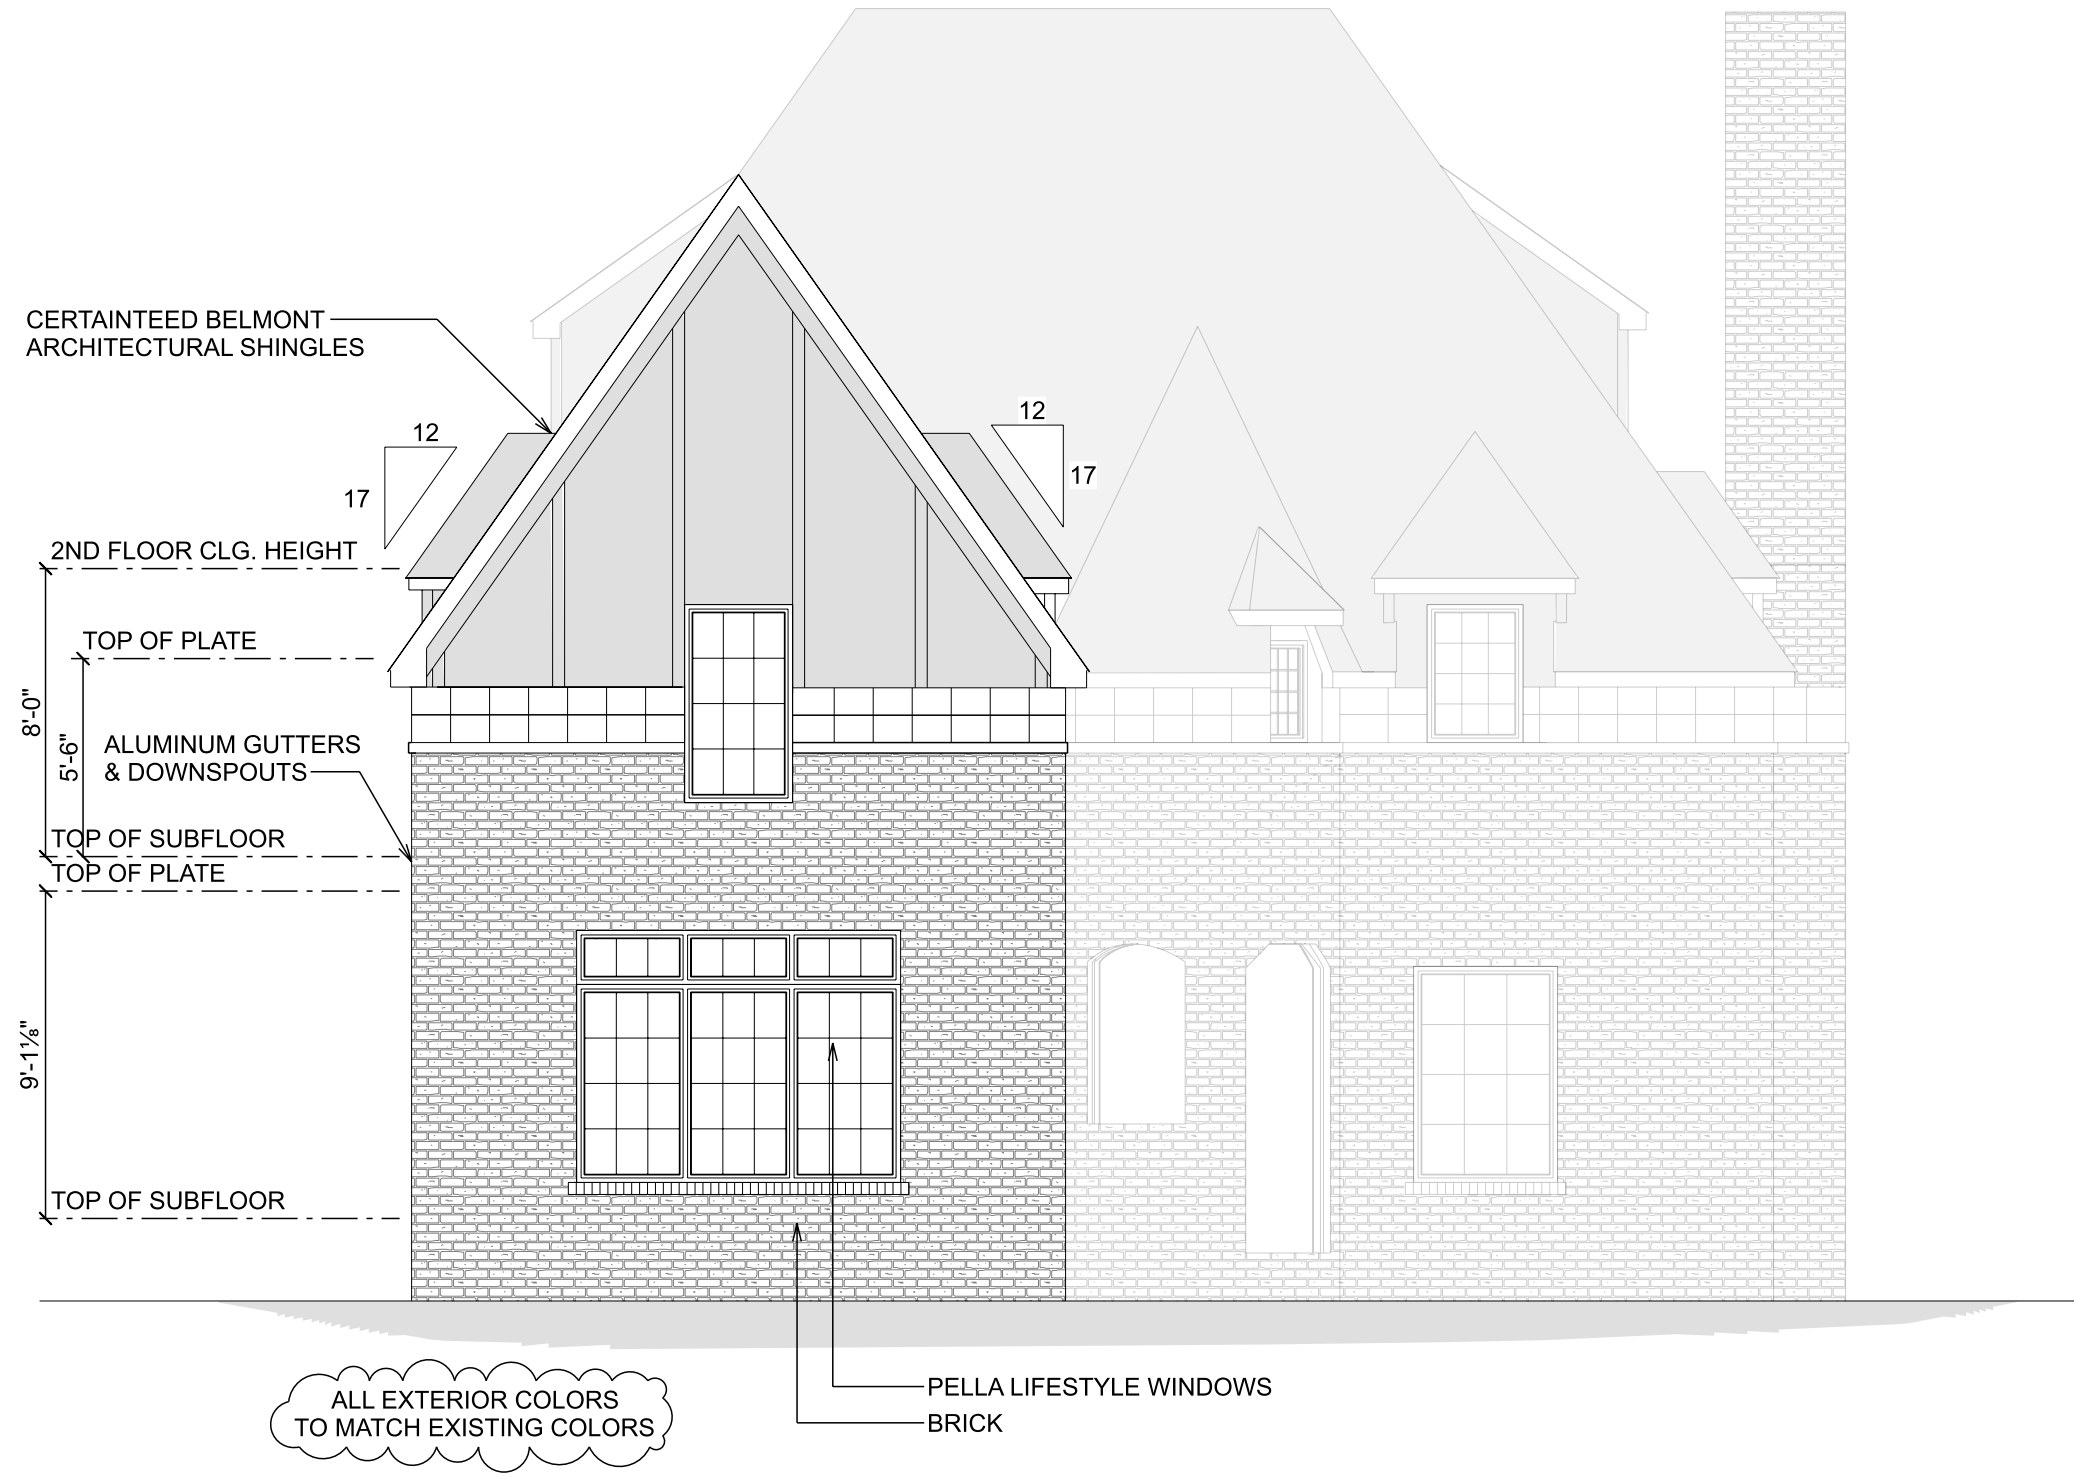 CERTAINTEED BELMONT
ARCHITECTURAL SHINGLES
12
17
12
17
2ND FLOOR CLG. HEIGHT
TOP OF PLATE
8'-0"
5'-6"
ALUMINUM GUTTERS
& DOWNSPOUTS
TOP OF SUBFLOOR
TOP OF PLATE
9'-1⅛"
TOP OF SUBFLOOR
PELLA LIFESTYLE WINDOWS
BRICK
ALL EXTERIOR COLORS
TO MATCH EXISTING COLORS